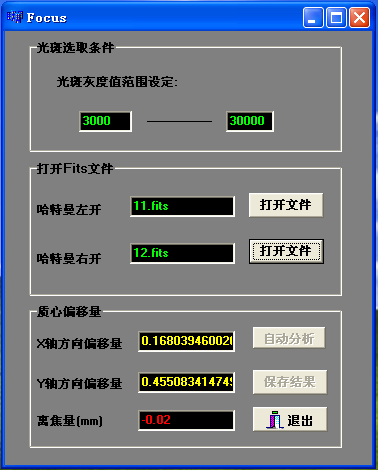 Focus
光斑选取条件
光斑灰度值范围设定:
3000 30000
打开Fits文件
哈特曼左开 11.fits 打开文件
哈特曼右开 12.fits 打开文件
质心偏移量
X轴方向偏移量 0.16803946002 自动分析
Y轴方向偏移量 0.45508341474 保存结果
离焦量(mm) -0.02 退出